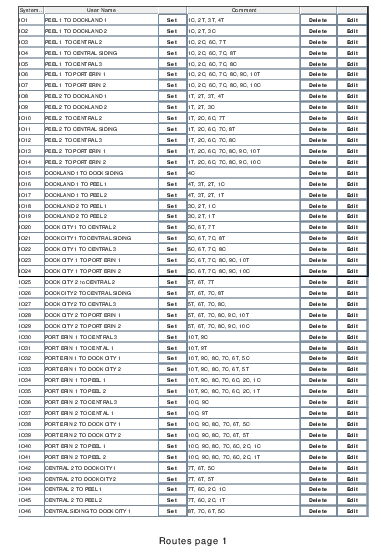 System... User Name Comment
IO1 PEEL 1 TO DOCKLAND 1 Set 1C, 2T, 3T, 4T Delete Edit
IO2 PEEL 1 TO DOCKLAND 2 Set 1C, 2T, 3C Delete Edit
IO3 PEEL 1 TO CENTRAL 2 Set 1C, 2C, 6C, 7T Delete Edit
IO4 PEEL 1 TO CENTRAL SIDING Set 1C, 2C, 6C, 7C, 8T Delete Edit
IO5 PEEL 1 TO CENTRAL 3 Set 1C, 2C, 6C, 7C, 8C Delete Edit
IO6 PEEL 1 TO PORT ERIN 1 Set 1C, 2C, 6C, 7C, 8C, 9C, 10T Delete Edit
IO7 PEEL 1 TO PORT ERIN 2 Set 1C, 2C, 6C, 7C, 8C, 9C, 10C Delete Edit
IO8 PEEL 2 TO DOCKLAND 1 Set 1T, 2T, 3T, 4T Delete Edit
IO9 PEEL 2 TO DOCKLAND 2 Set 1T, 2T, 3C Delete Edit
IO10 PEEL 2 TO CENTRAL 2 Set 1T, 2C, 6C, 7T Delete Edit
IO11 PEEL 2 TO CENTRAL SIDING Set 1T, 2C, 6C, 7C, 8T Delete Edit
IO12 PEEL 2 TO CENTRAL 3 Set 1T, 2C, 6C, 7C, 8C Delete Edit
IO13 PEEL 2 TO PORT ERIN 1 Set 1T, 2C, 6C, 7C, 8C, 9C, 10T Delete Edit
IO14 PEEL 2 TO PORT ERIN 2 Set 1T, 2C, 6C, 7C, 8C, 9C, 10C Delete Edit
IO15 DOCKLAND 1 TO DOCK SIDING Set 4C Delete Edit
IO16 DOCKLAND 1 TO PEEL 1 Set 4T, 3T, 2T, 1C Delete Edit
IO17 DOCKLAND 1 TO PEEL 2 Set 4T, 3T, 2T, 1T Delete Edit
IO18 DOCKLAND 2 TO PEEL 1 Set 3C, 2T, 1C Delete Edit
IO19 DOCKLAND 2 TO PEEL 2 Set 3C, 2T, 1T Delete Edit
IO20 DOCK CITY 1 TO CENTRAL 2 Set 5C, 6T, 7T Delete Edit
IO21 DOCK CITY 1 TO CENTRAL SIDING Set 5C, 6T, 7C, 8T Delete Edit
IO22 DOCK CITY 1 TO CENTRAL 3 Set 5C, 6T, 7C, 8C Delete Edit
IO23 DOCK CITY 1 TO PORT ERIN 1 Set 5C, 6T, 7C, 8C, 9C, 10T Delete Edit
IO24 DOCK CITY 1 TO PORT ERIN 2 Set 5C, 6T, 7C, 8C, 9C, 10C Delete Edit
IO25 DOCK CITY 2 to CENTRAL 2 Set 5T, 6T, 7T Delete Edit
IO26 DOCK CITY 2 TO CENTRAL SIDING Set 5T, 6T, 7C, 8T Delete Edit
IO27 DOCK CITY 2 TO CENTRAL 3 Set 5T, 6T, 7C, 8C, Delete Edit
IO28 DOCK CITY 2 TO PORT ERIN 1 Set 5T, 6T, 7C, 8C, 9C, 10T Delete Edit
IO29 DOCK CITY 2 TO PORT ERIN 2 Set 5T, 6T, 7C, 8C, 9C, 10C Delete Edit
IO30 PORT ERIN 1 TO CENTRAL 3 Set 10T, 9C Delete Edit
IO31 PORT ERIN 1 TO CENTAL 1 Set 10T, 9T Delete Edit
IO32 PORT ERIN 1 TO DOCK CITY 1 Set 10T, 9C, 8C, 7C, 6T, 5C Delete Edit
IO33 PORT ERIN 1 TO DOCK CITY 2 Set 10T, 9C, 8C, 7C, 6T, 5T Delete Edit
IO34 PORT ERIN 1 TO PEEL 1 Set 10T, 9C, 8C, 7C, 6C, 2C, 1C Delete Edit
IO35 PORT ERIN 1 TO PEEL 2 Set 10T, 9C, 8C, 7C, 6C, 2C, 1T Delete Edit
IO36 PORT ERIN 2 TO CENTRAL 3 Set 10C, 9C Delete Edit
IO37 PORT ERIN 2 TO CENTAL 1 Set 10C, 9T Delete Edit
IO38 PORT ERIN 2 TO DOCK CITY 1 Set 10C, 9C, 8C, 7C, 6T, 5C Delete Edit
IO39 PORT ERIN 2 TO DOCK CITY 2 Set 10C, 9C, 8C, 7C, 6T, 5T Delete Edit
IO40 PORT ERIN 2 TO PEEL 1 Set 10C, 9C, 8C, 7C, 6C, 2C, 1C Delete Edit
IO41 PORT ERIN 2 TO PEEL 2 Set 10C, 9C, 8C, 7C, 6C, 2C, 1T Delete Edit
IO42 CENTRAL 2 TO DOCK CITY 1 Set 7T, 6T, 5C Delete Edit
IO43 CENTRAL 2 TO DOCK CITY 2 Set 7T, 6T, 5T Delete Edit
IO44 CENTRAL 2 TO PEEL 1 Set 7T, 6C, 2C, 1C Delete Edit
IO45 CENTRAL 2 TO PEEL 2 Set 7T, 6C, 2C, 1T Delete Edit
IO46 CENTRAL SIDING TO DOCK CITY 1 Set 8T, 7C, 6T, 5C Delete Edit
Routes page 1